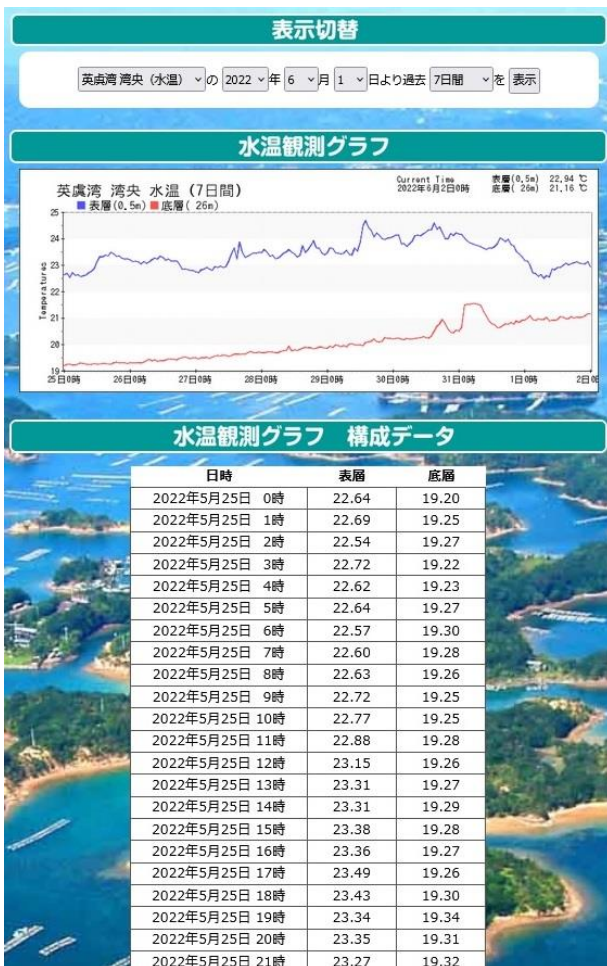 表示切替
英虞湾 湾央（水温） の 2022 年 6 月 1 日より過去 7日間 を 表示
水温観測グラフ
英虞湾 湾央 水温 (7日間)
■表層(0.5m) ■底層( 26m)
Current Time
2022年6月2日0時
表層(0.5m) 22.94 ℃
底層( 26m) 21.16 ℃
Temperatures
25
24
23
22
21
20
19
25日0時 26日0時 27日0時 28日0時 29日0時 30日0時 31日0時 1日0時 2日0時
水温観測グラフ 構成データ
日時 表層 底層
2022年5月25日 0時 22.64 19.20
2022年5月25日 1時 22.69 19.25
2022年5月25日 2時 22.54 19.27
2022年5月25日 3時 22.72 19.22
2022年5月25日 4時 22.62 19.23
2022年5月25日 5時 22.64 19.27
2022年5月25日 6時 22.57 19.30
2022年5月25日 7時 22.60 19.28
2022年5月25日 8時 22.63 19.26
2022年5月25日 9時 22.72 19.25
2022年5月25日 10時 22.77 19.25
2022年5月25日 11時 22.88 19.28
2022年5月25日 12時 23.15 19.26
2022年5月25日 13時 23.31 19.27
2022年5月25日 14時 23.31 19.29
2022年5月25日 15時 23.38 19.28
2022年5月25日 16時 23.36 19.27
2022年5月25日 17時 23.49 19.26
2022年5月25日 18時 23.43 19.30
2022年5月25日 19時 23.34 19.34
2022年5月25日 20時 23.35 19.31
2022年5月25日 21時 23.27 19.32